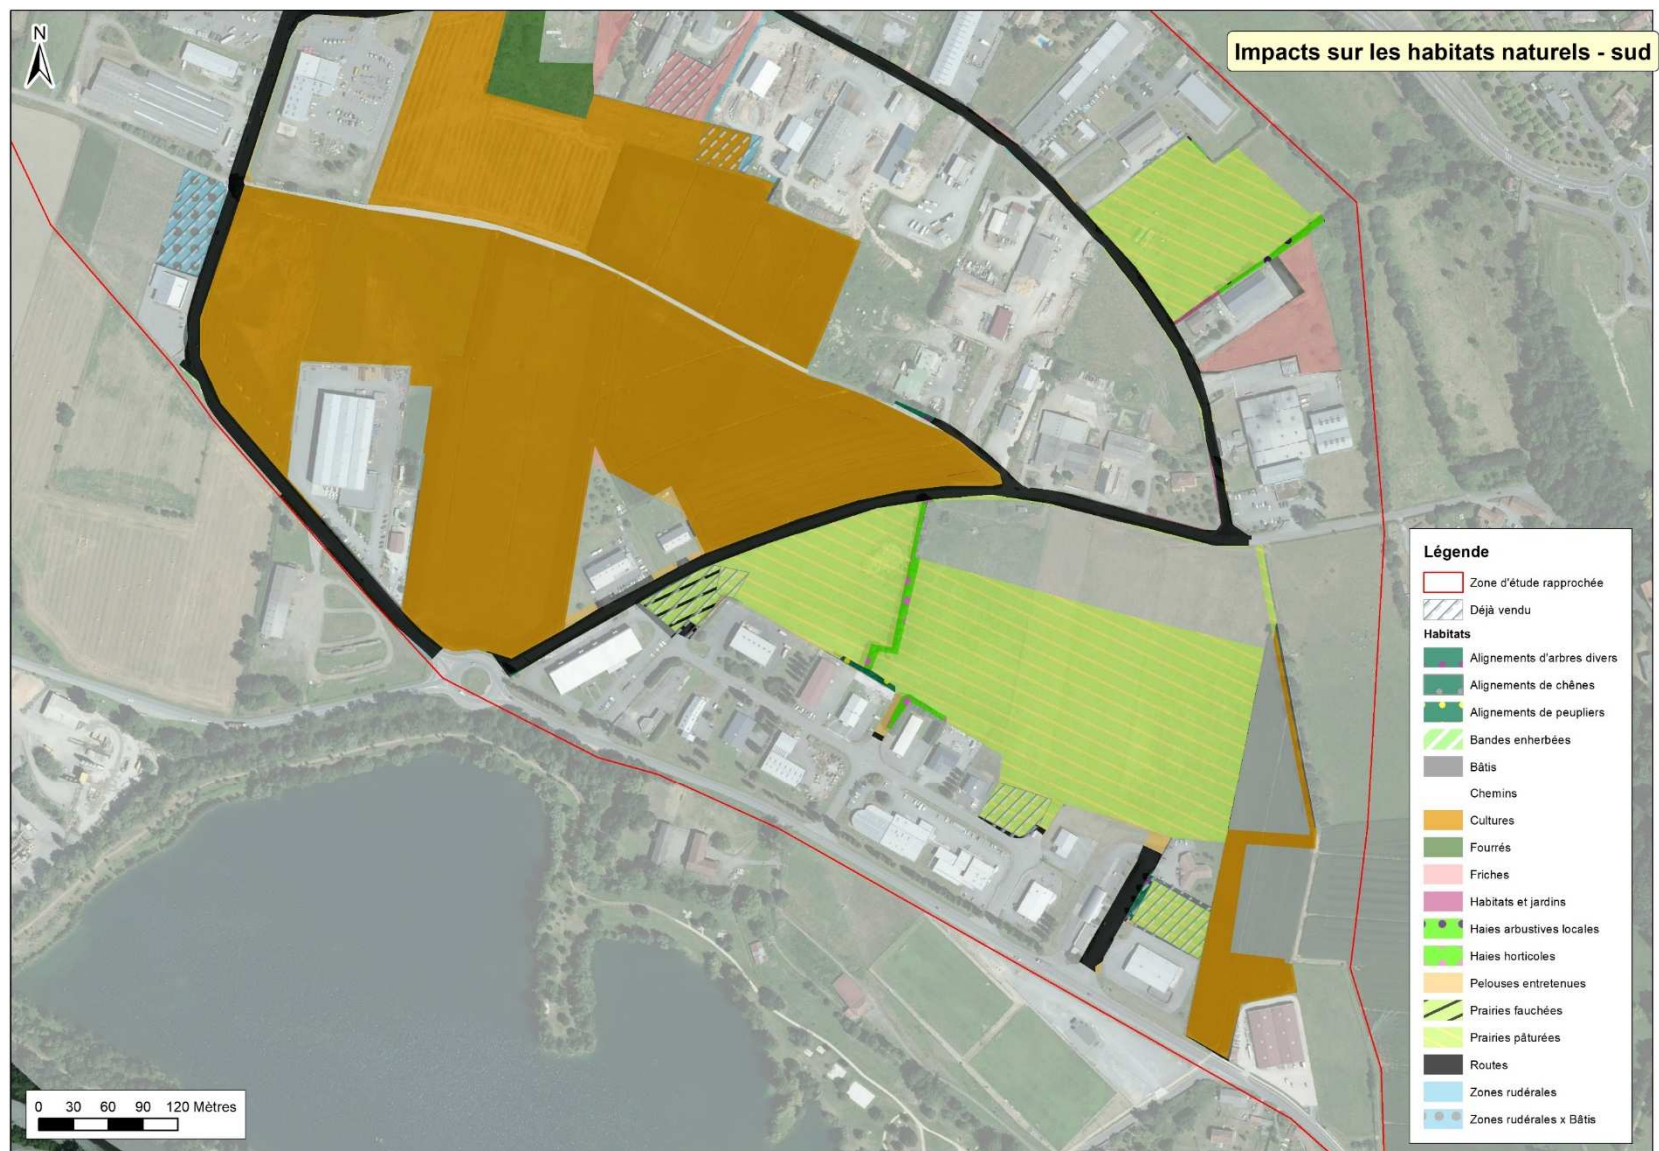 N
Impacts sur les habitats naturels - sud
Légende
Zone d'étude rapprochée
Déjà vendu
Habitats
Alignements d'arbres divers
Alignements de chênes
Alignements de peupliers
Bandes enherbées
Bâtis
Chemins
Cultures
Fourrés
Friches
Habitats et jardins
Haies arbustives locales
Haies horticoles
Pelouses entretenues
Prairies fauchées
Prairies pâturées
Routes
Zones rudérales
Zones rudérales x Bâtis
0 30 60 90 120 Mètres